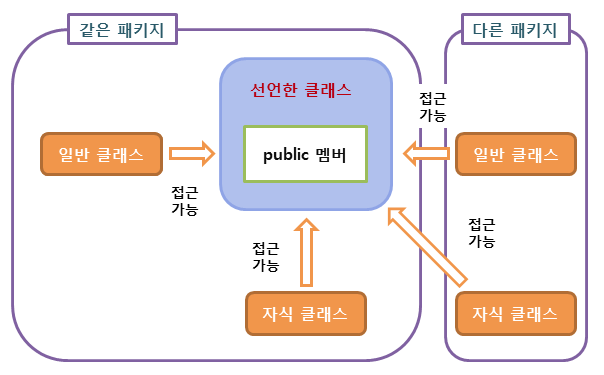 같은 패키지
다른 패키지
선언한 클래스
public 멤버
일반 클래스
접근
가능
접근
가능
일반 클래스
접근
가능
접근
가능
자식 클래스
자식 클래스